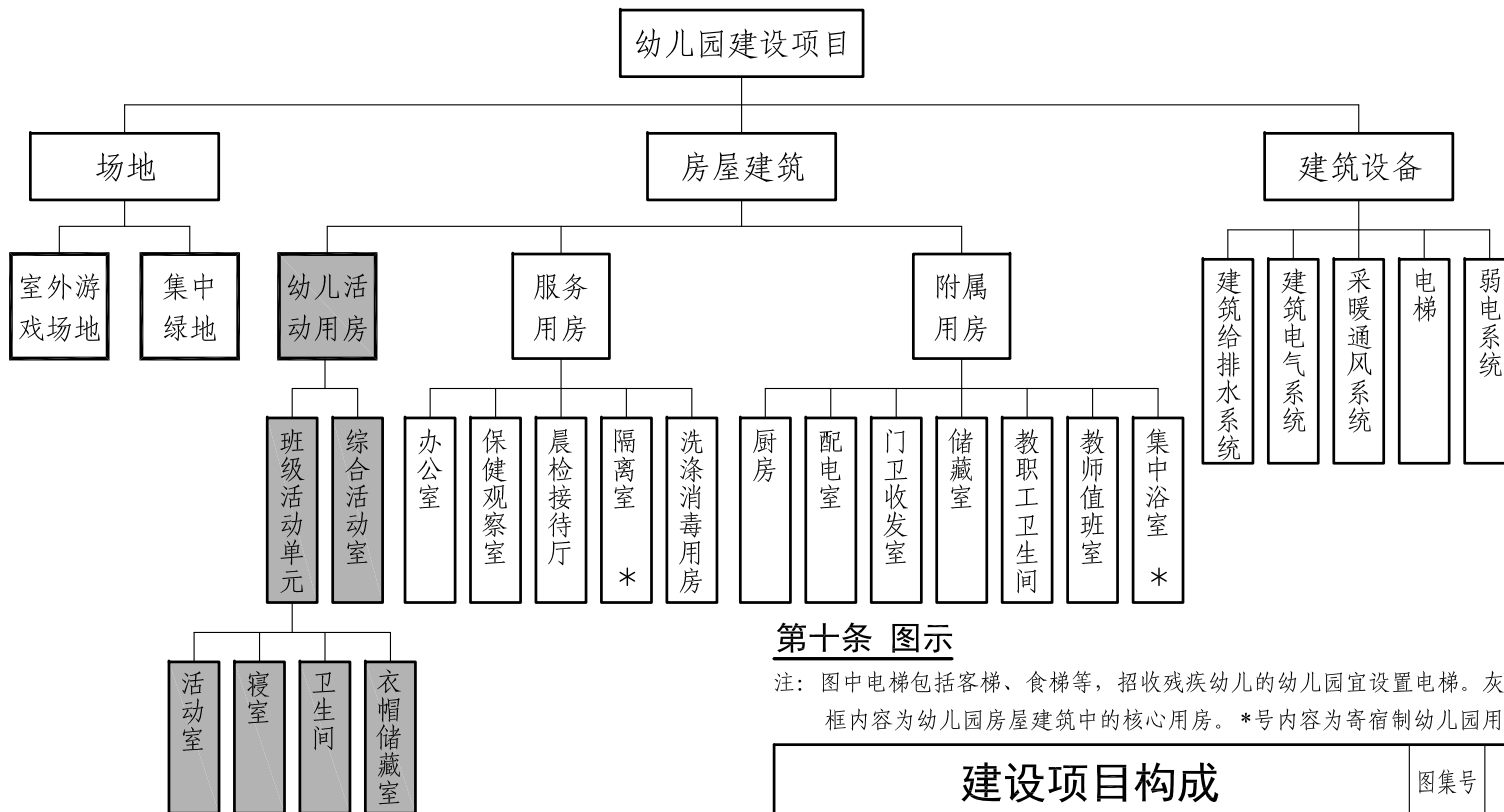 幼儿园建设项目
场地
房屋建筑
建筑设备
室外游
戏场地
集中
绿地
幼儿活
动用房
服务
用房
附属
用房
建筑给排水系统
建筑电气系统
采暖通风系统
电梯
弱电系统
班级活动单元
综合活动室
办公室
保健观察室
晨检接待厅
隔离室 *
洗涤消毒用房
厨房
配电室
门卫收发室
储藏室
教职工卫生间
教师值班室
集中浴室 *
活动室
寝室
卫生间
衣帽储藏室
第十条 图示
注：图中电梯包括客梯、食梯等，招收残疾幼儿的幼儿园宜设置电梯。灰
框内容为幼儿园房屋建筑中的核心用房。*号内容为寄宿制幼儿园用
建设项目构成
图集号